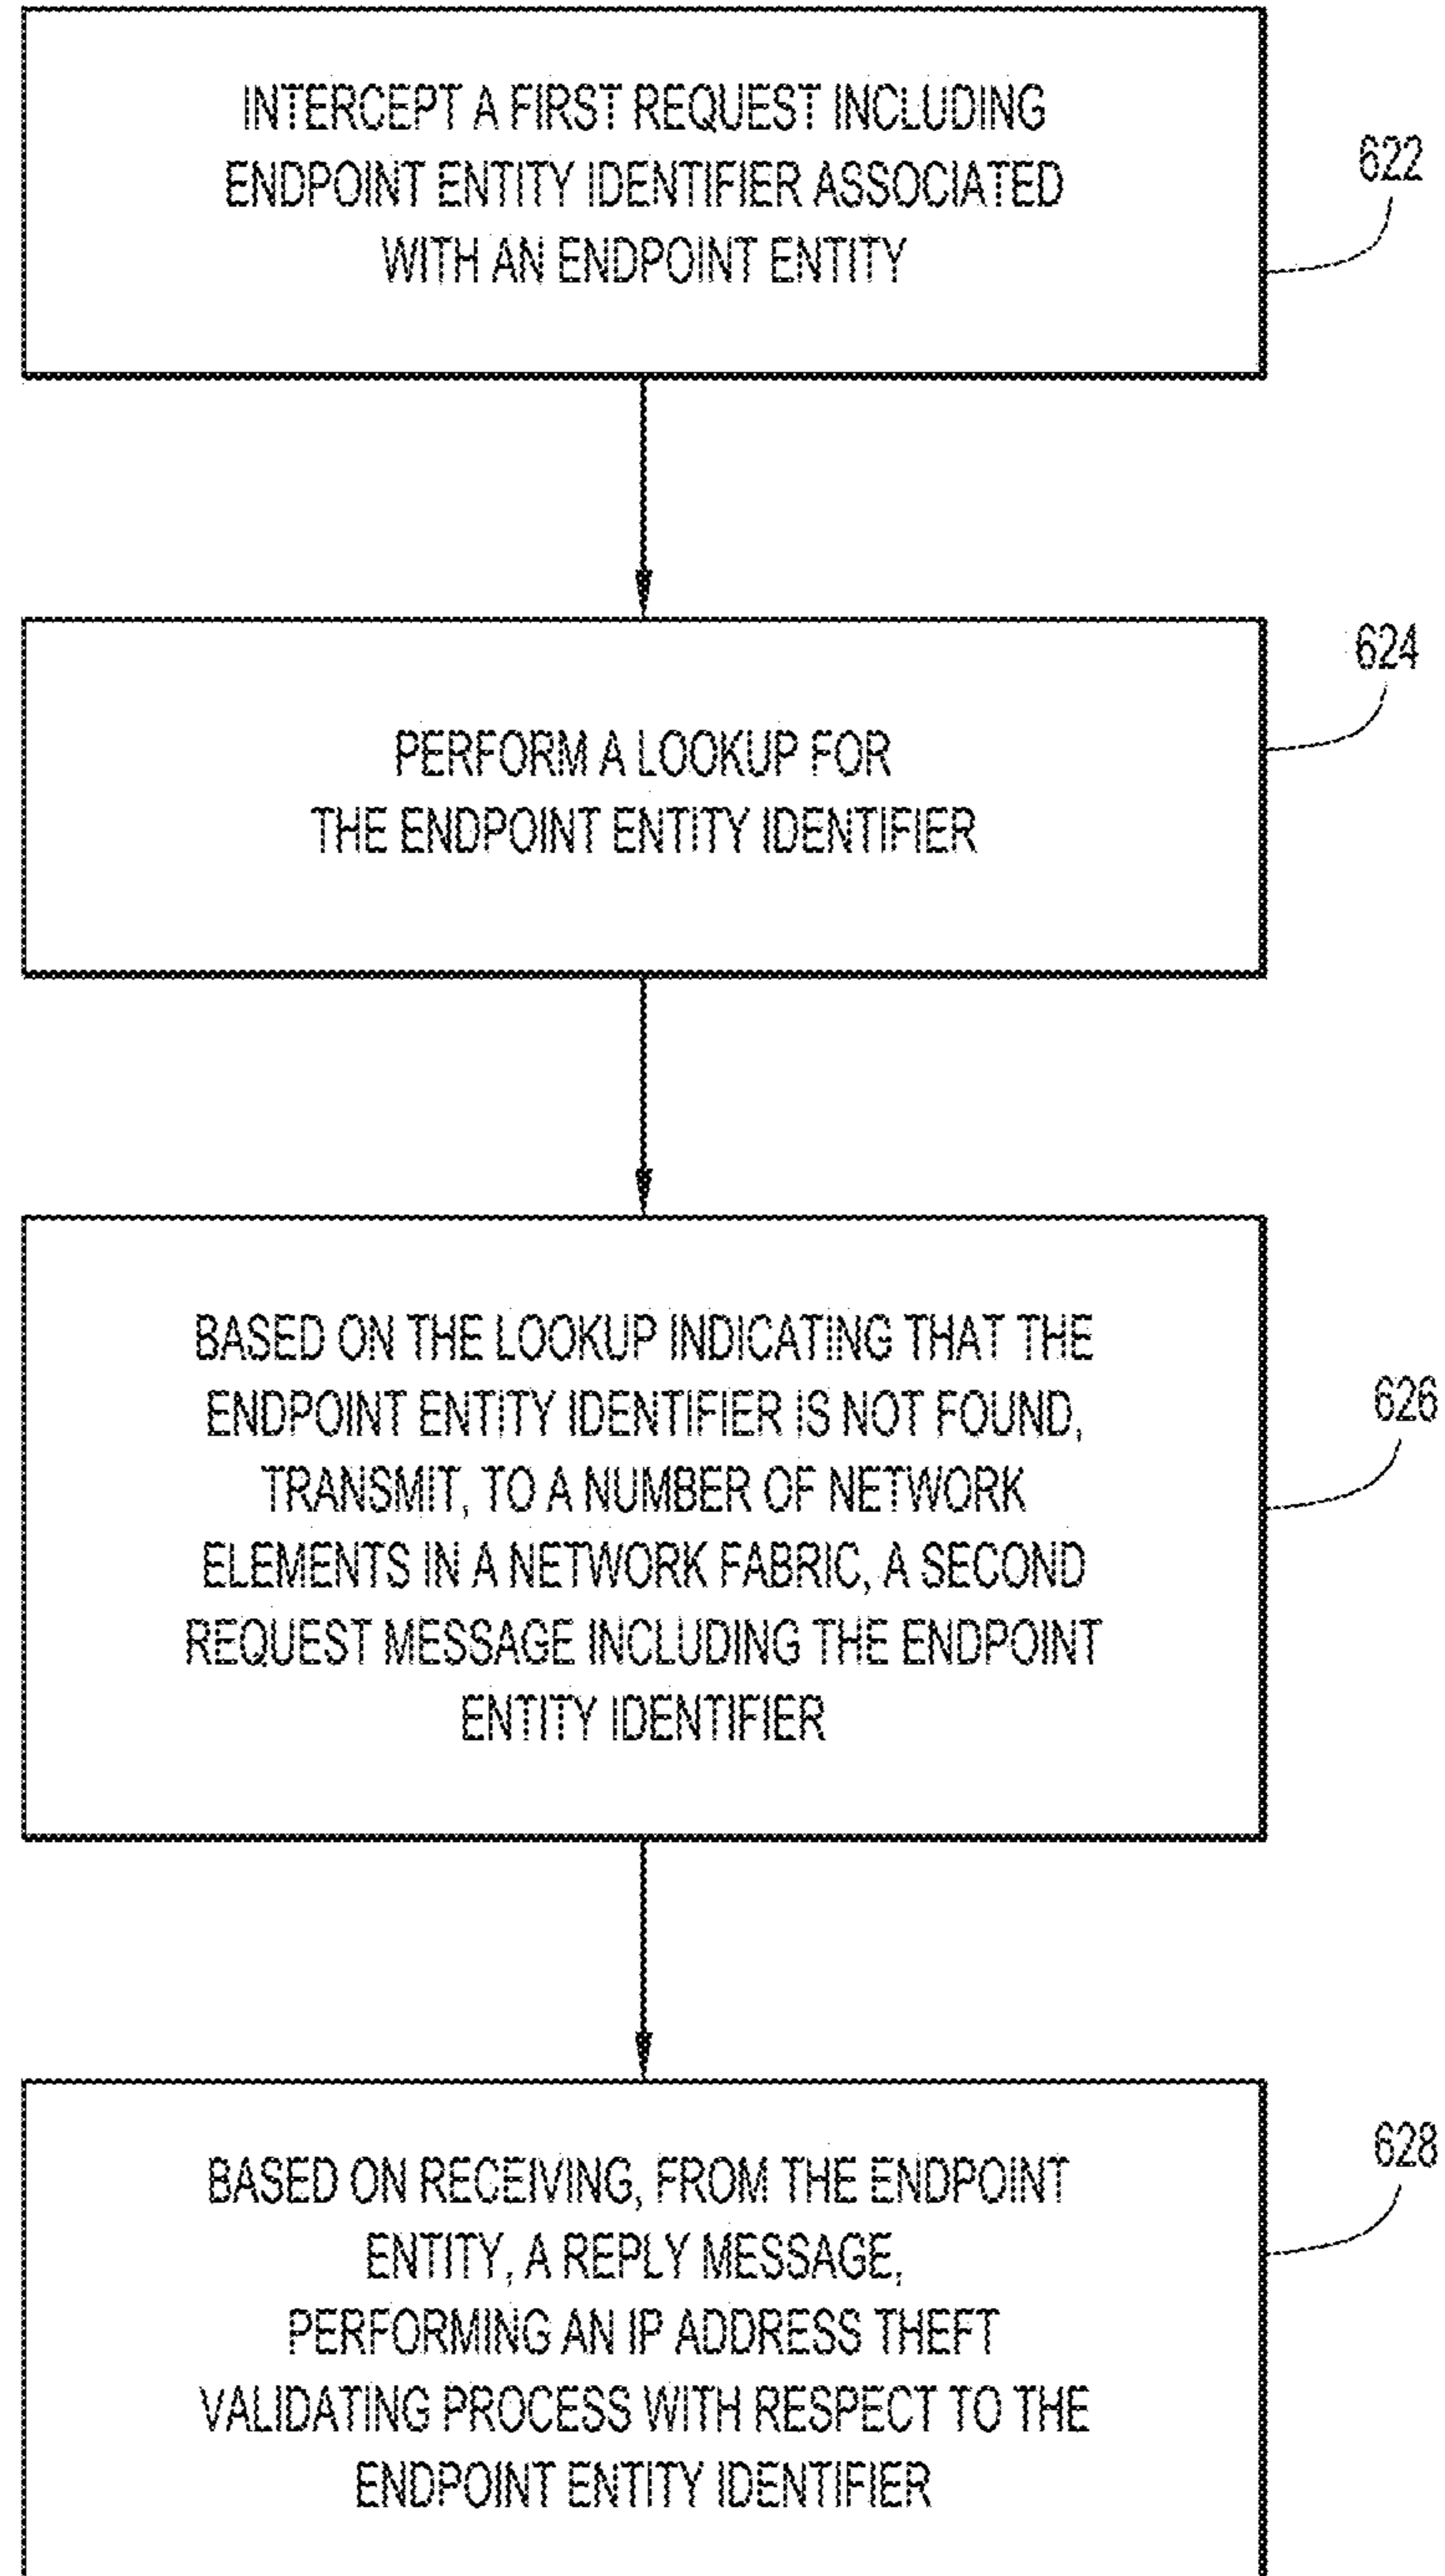 INTERCEPT A FIRST REQUEST INCLUDING
ENDPOINT ENTITY IDENTIFIER ASSOCIATED
WITH AN ENDPOINT ENTITY
622
PERFORM A LOOKUP FOR
THE ENDPOINT ENTITY IDENTIFIER
624
BASED ON THE LOOKUP INDICATING THAT THE
ENDPOINT ENTITY IDENTIFIER IS NOT FOUND,
TRANSMIT, TO A NUMBER OF NETWORK
ELEMENTS IN A NETWORK FABRIC, A SECOND
REQUEST MESSAGE INCLUDING THE ENDPOINT
ENTITY IDENTIFIER
626
BASED ON RECEIVING, FROM THE ENDPOINT
ENTITY, A REPLY MESSAGE,
PERFORMING AN IP ADDRESS THEFT
VALIDATING PROCESS WITH RESPECT TO THE
ENDPOINT ENTITY IDENTIFIER
628